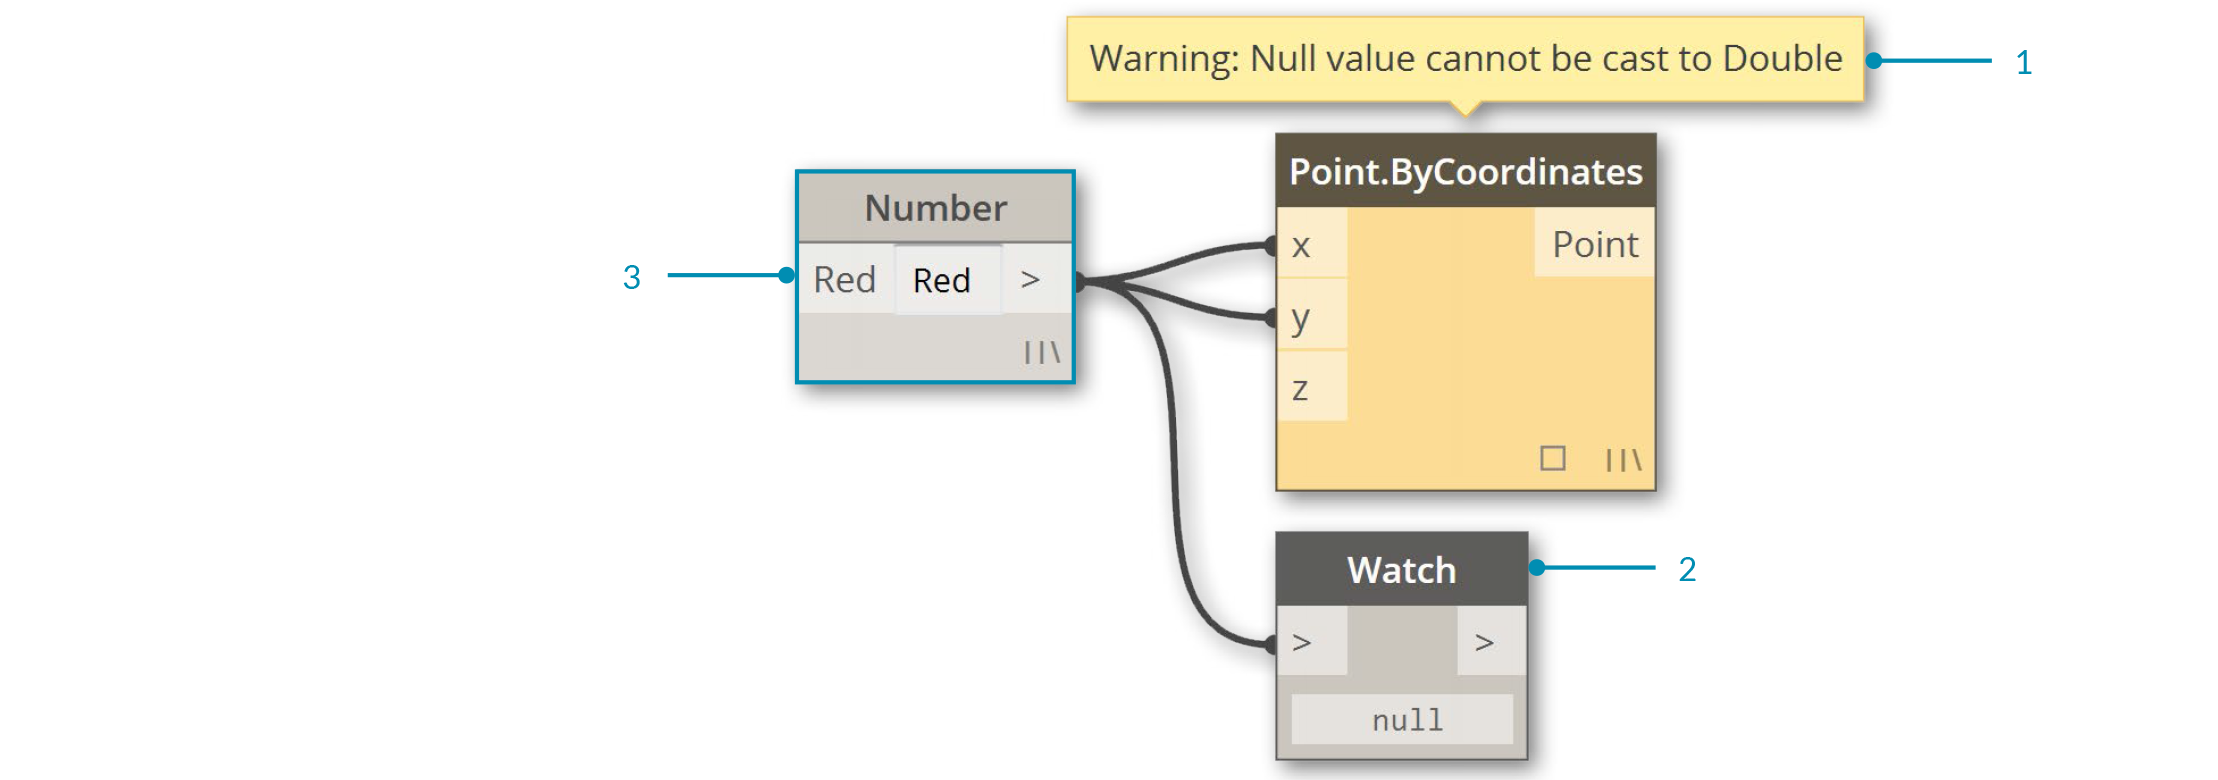 Warning: Null value cannot be cast to Double
1
Point.ByCoordinates
Number
x
Point
3
Red
Red
>
y
| | \
z
| | \
Watch
2
>
>
null